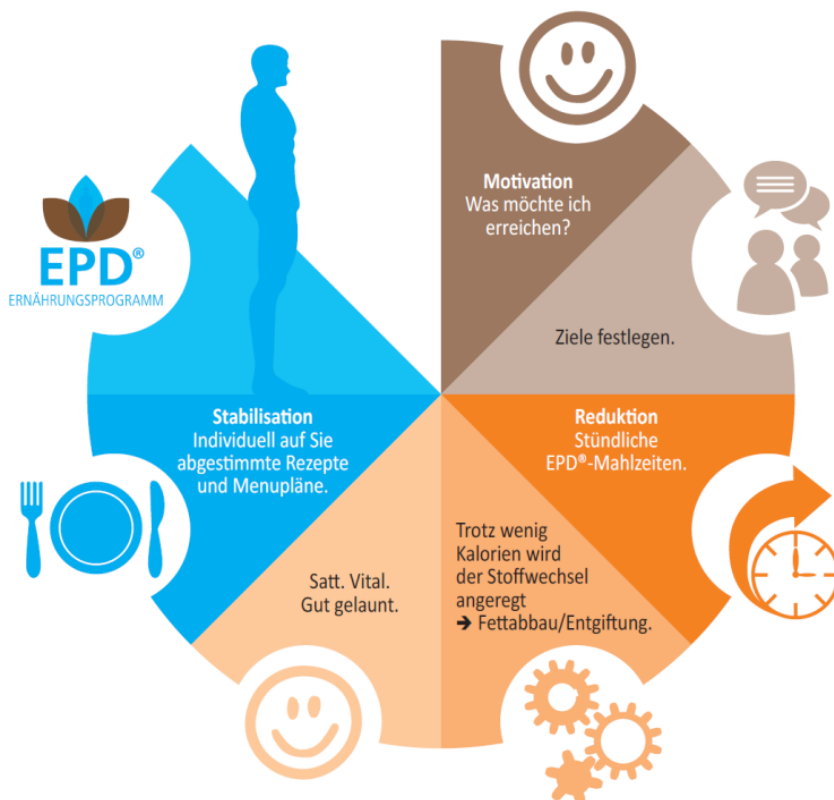 Motivation
Was möchte ich
erreichen?
Ziele festlegen.
Reduktion
Stündliche
EPD®-Mahlzeiten.
Trotz wenig
Kalorien wird
der Stoffwechsel
angeregt
➔ Fettabbau/Entgiftung.
Satt. Vital.
Gut gelaunt.
Stabilisation
Individuell auf Sie
abgestimmte Rezepte
und Menupläne.
EPD®
ERNÄHRUNGSPROGRAMM